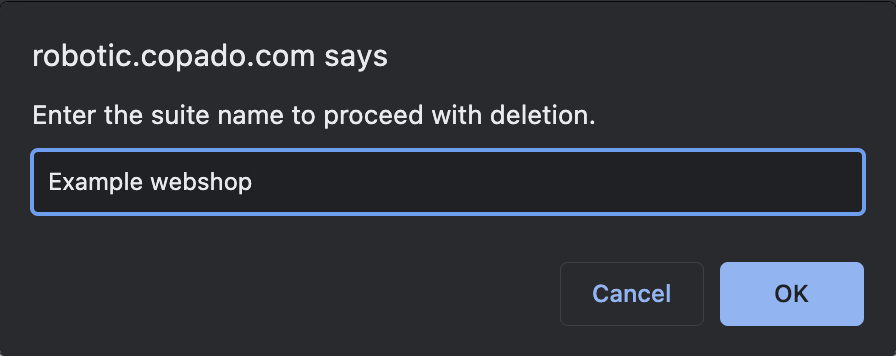 robotic.copado.com says
Enter the suite name to proceed with deletion.
Example webshop
Cancel OK